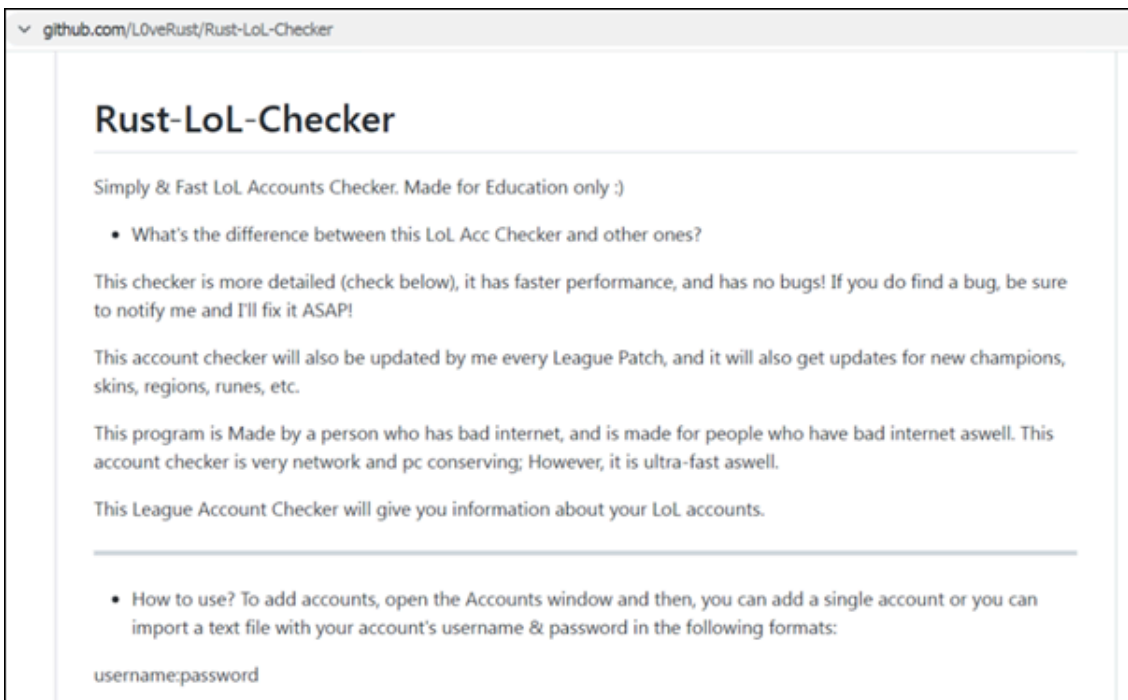 github.com/L0veRust/Rust-LoL-Checker
Rust-LoL-Checker
Simply & Fast LoL Accounts Checker. Made for Education only :)
• What's the difference between this LoL Acc Checker and other ones?
This checker is more detailed (check below), it has faster performance, and has no bugs! If you do find a bug, be sure
to notify me and I'll fix it ASAP!
This account checker will also be updated by me every League Patch, and it will also get updates for new champions,
skins, regions, runes, etc.
This program is Made by a person who has bad internet, and is made for people who have bad internet aswell. This
account checker is very network and pc conserving; However, it is ultra-fast aswell.
This League Account Checker will give you information about your LoL accounts.
• How to use? To add accounts, open the Accounts window and then, you can add a single account or you can
import a text file with your account's username & password in the following formats:
username:password